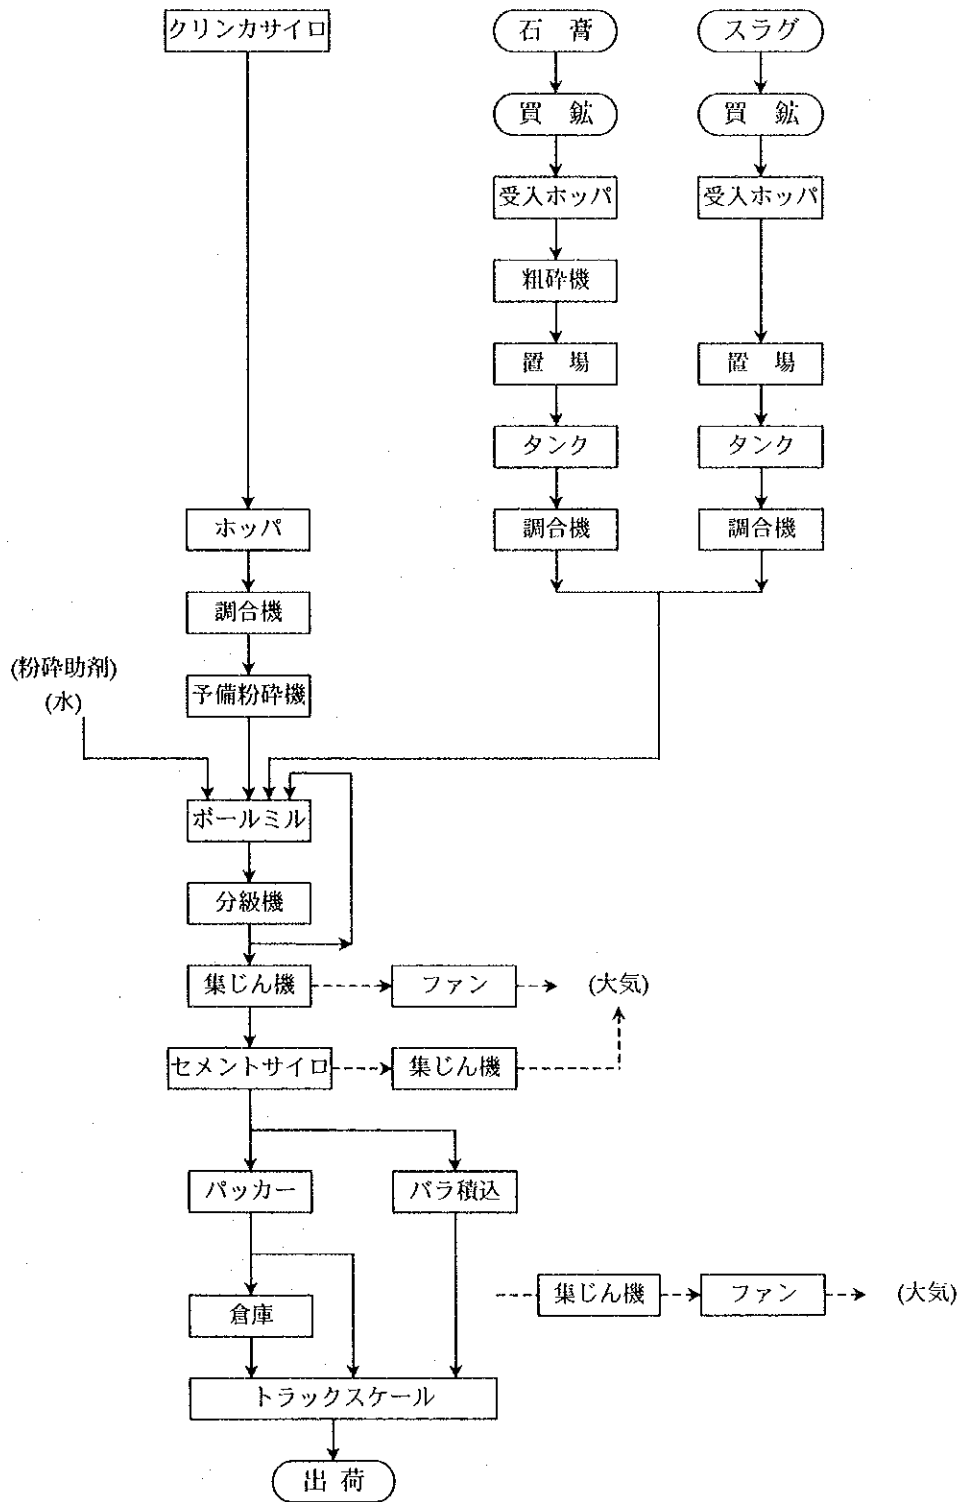 クリンカサイロ
石 膏
スラグ
買 鉱
買 鉱
受入ホッパ
受入ホッパ
粗砕機
置 場
置 場
タンク
タンク
ホッパ
調合機
調合機
調合機
(粉砕助剤)
(水)
予備粉砕機
ボールミル
分級機
集じん機
ファン
(大気)
セメントサイロ
集じん機
パッカー
バラ積込
集じん機
ファン
(大気)
倉庫
トラックスケール
出 荷